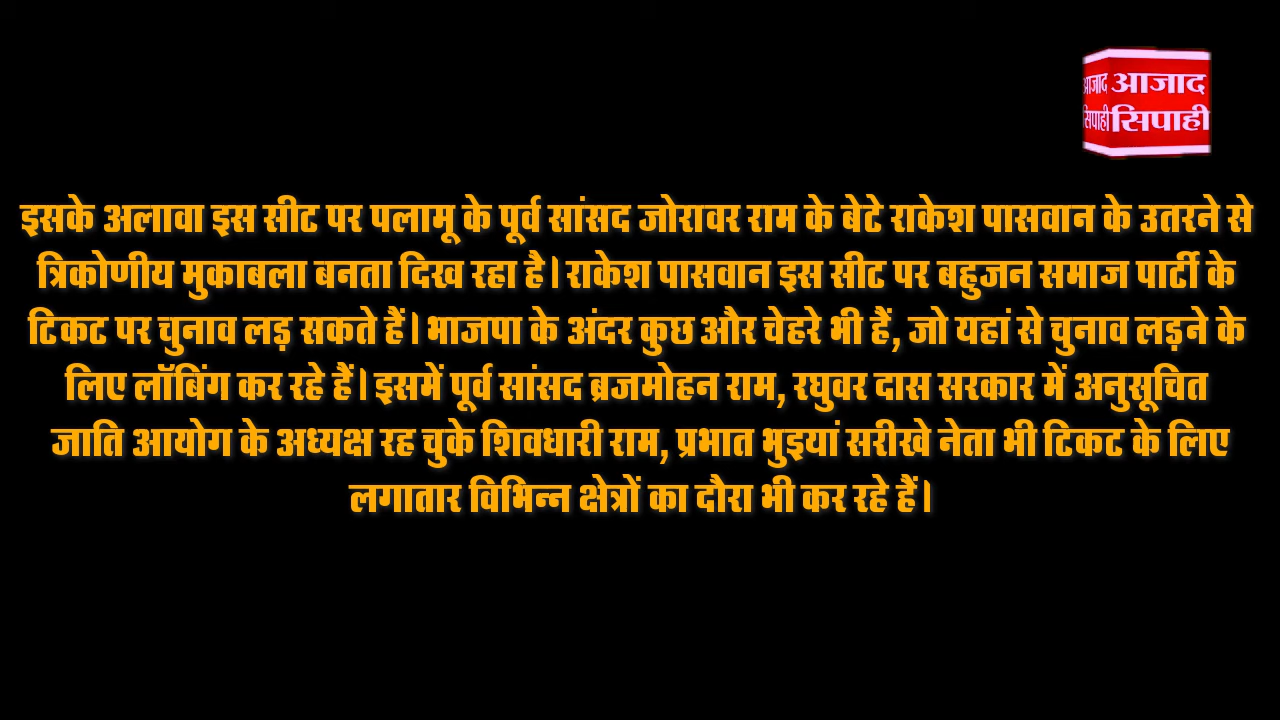 आजाद आजाद
सिपाही सिपाही
इसके अलावा इस सीट पर पलामू के पूर्व सांसद जोरावर राम के बेटे राकेश पासवान के उतरने से
त्रिकोणीय मुकाबला बनता दिख रहा है। राकेश पासवान इस सीट पर बहुजन समाज पार्टी के
टिकट पर चुनाव लड़ सकते हैं। भाजपा के अंदर कुछ और चेहरे भी हैं, जो यहां से चुनाव लड़ने के
लिए लॉबिंग कर रहे हैं। इसमें पूर्व सांसद ब्रजमोहन राम, रघुवर दास सरकार में अनुसूचित
जाति आयोग के अध्यक्ष रह चुके शिवधारी राम, प्रभात भुइयां सरीखे नेता भी टिकट के लिए
लगातार विभिन्न क्षेत्रों का दौरा भी कर रहे हैं।